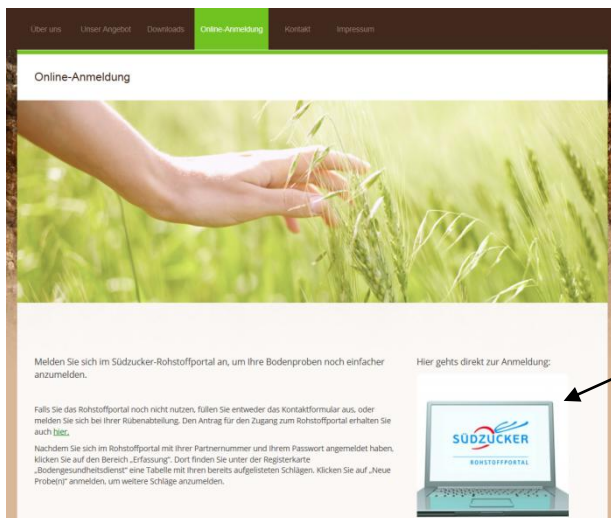 Über uns Unser Angebot Downloads Online-Anmeldung Kontakt Impressum
Online-Anmeldung
Melden Sie sich im Südzucker-Rohstoffportal an, um Ihre Bodenproben noch einfacher
anzumelden.
Hier gehts direkt zur Anmeldung:
Falls Sie das Rohstoffportal noch nicht nutzen, füllen Sie entweder das Kontaktformular aus, oder
melden Sie sich bei Ihrer Rübenabteilung. Den Antrag für den Zugang zum Rohstoffportal erhalten Sie
auch hier.
Nachdem Sie sich im Rohstoffportal mit Ihrer Partnernummer und Ihrem Passwort angemeldet haben,
klicken Sie auf den Bereich „Erfassung". Dort finden Sie unter der Registerkarte
„Bodengesundheitsdienst" eine Tabelle mit Ihren bereits aufgelisteten Schlägen. Klicken Sie auf „Neue
Probe(n)" anmelden, um weitere Schläge anzumelden.
SÜDZUCKER
ROHSTOFFPORTAL